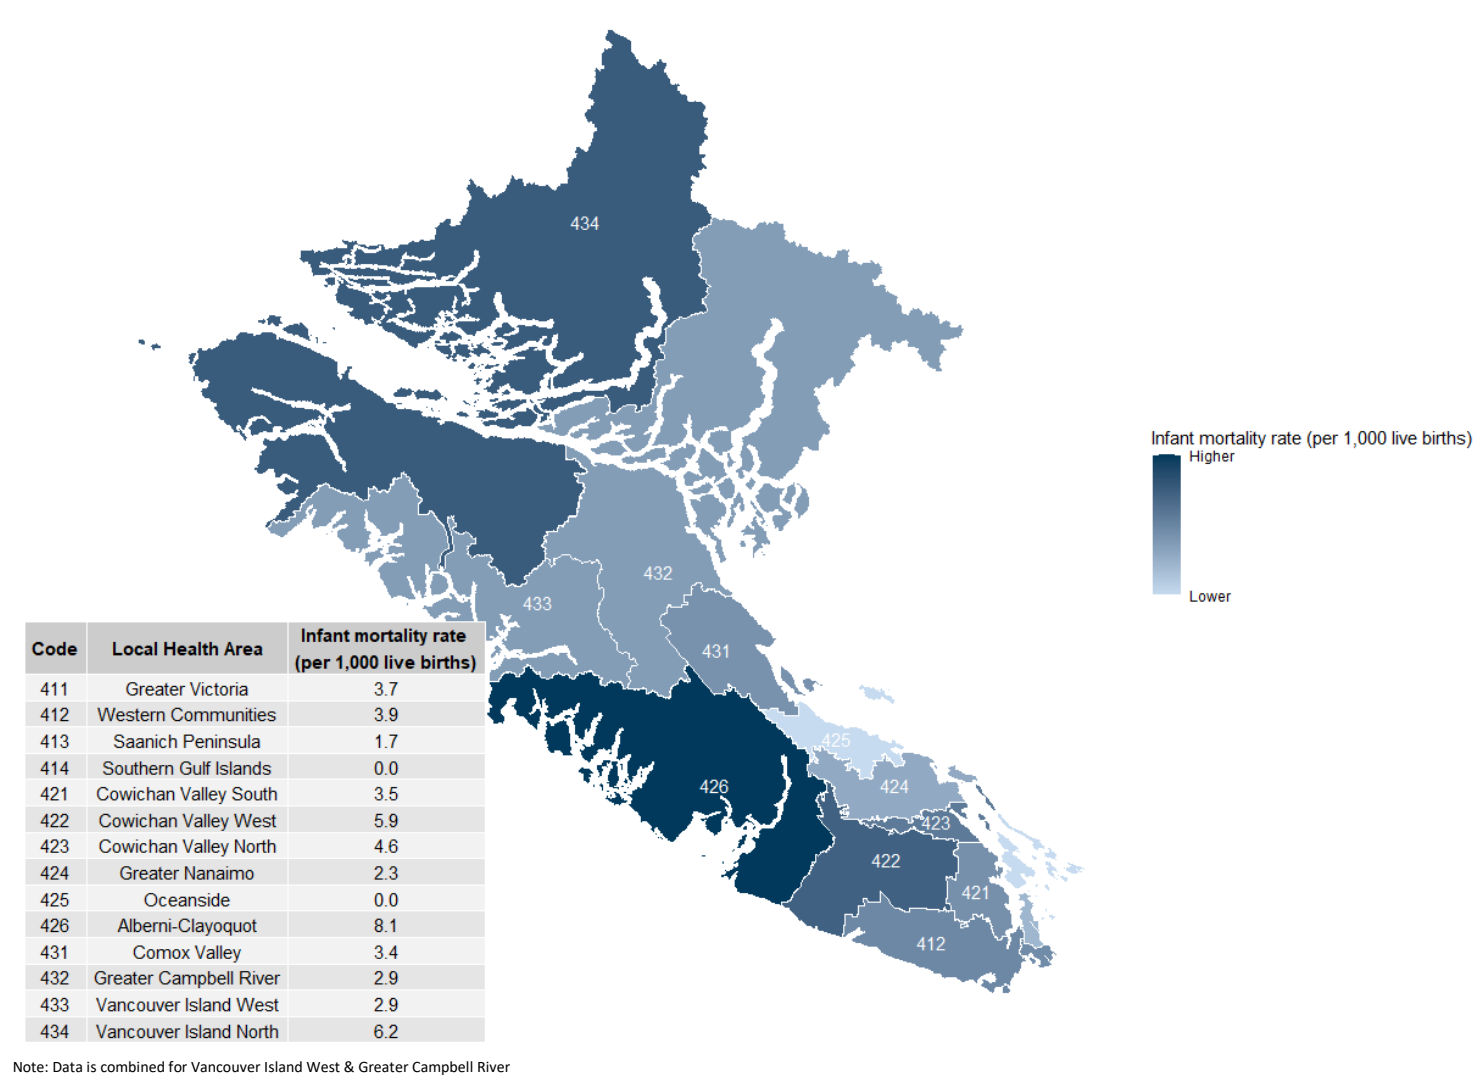 434
Infant mortality rate (per 1,000 live births)
Higher
Lower
432
433
431
425
426
424
423
422
421
412
Code Local Health Area Infant mortality rate
(per 1,000 live births)
411 Greater Victoria 3.7
412 Western Communities 3.9
413 Saanich Peninsula 1.7
414 Southern Gulf Islands 0.0
421 Cowichan Valley South 3.5
422 Cowichan Valley West 5.9
423 Cowichan Valley North 4.6
424 Greater Nanaimo 2.3
425 Oceanside 0.0
426 Alberni-Clayoquot 8.1
431 Comox Valley 3.4
432 Greater Campbell River 2.9
433 Vancouver Island West 2.9
434 Vancouver Island North 6.2
Note: Data is combined for Vancouver Island West & Greater Campbell River